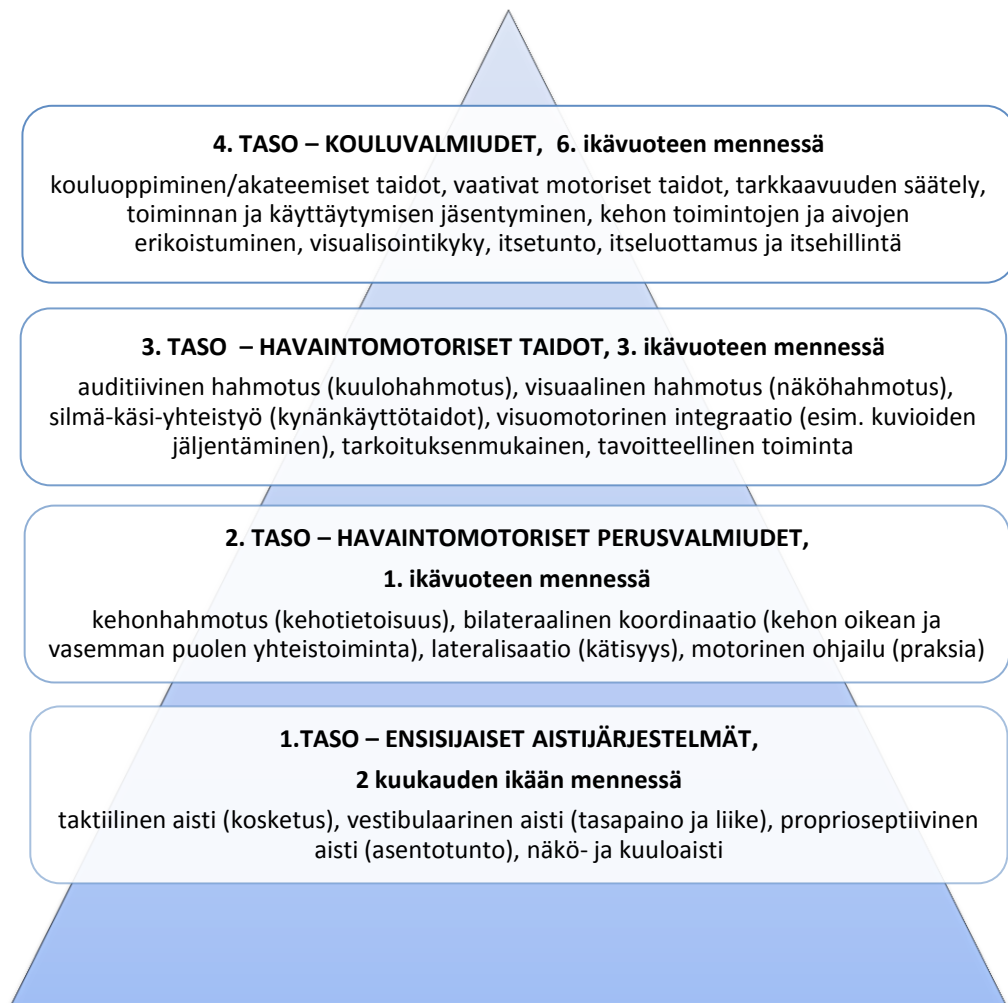 4. TASO – KOULUVALMIUDET, 6. ikävuoteen mennessä
kouluoppiminen/akateemiset taidot, vaativat motoriset taidot, tarkkaavuuden säätely,
toiminnan ja käyttäytymisen jäsentyminen, kehon toimintojen ja aivojen
erikoistuminen, visualisointikyky, itsetunto, itseluottamus ja itsehillintä
3. TASO – HAVAINTOMOTORISET TAIDOT, 3. ikävuoteen mennessä
auditiivinen hahmotus (kuulohahmotus), visuaalinen hahmotus (näköhahmotus),
silmä-käsi-yhteistyö (kynänkäyttötaidot), visuomotorinen integraatio (esim. kuvioiden
jäljentäminen), tarkoituksenmukainen, tavoitteellinen toiminta
2. TASO – HAVAINTOMOTORISET PERUSVALMIUDET,
1. ikävuoteen mennessä
kehonhahmotus (kehotietoisuus), bilateraalinen koordinaatio (kehon oikean ja
vasemman puolen yhteistoiminta), lateralisaatio (kätisyys), motorinen ohjailu (praksia)
1.TASO – ENSISIJAISET AISTIJÄRJESTELMÄT,
2 kuukauden ikään mennessä
taktiilinen aisti (kosketus), vestibulaarinen aisti (tasapaino ja liike), proprioseptiivinen
aisti (asentotunto), näkö- ja kuuloaisti